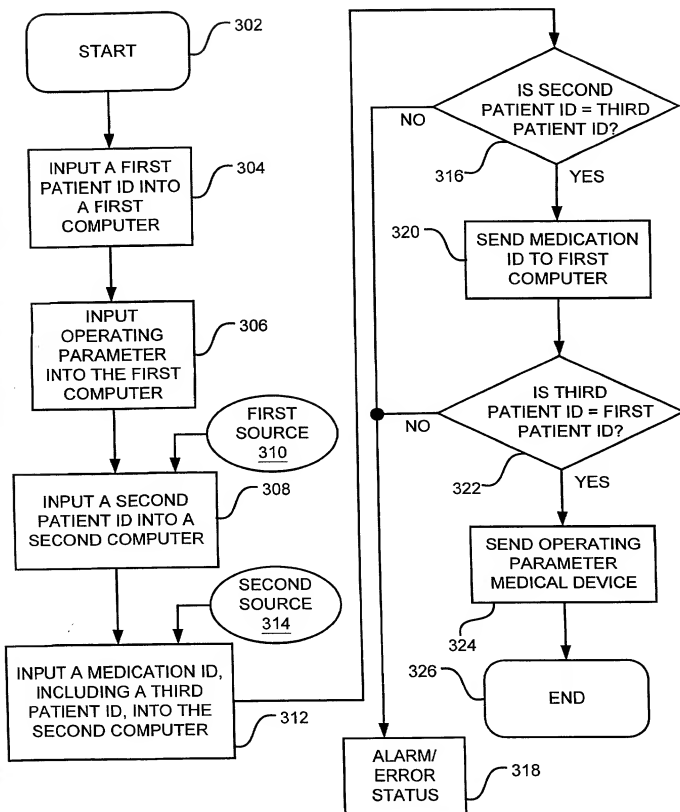 START
302
INPUT A FIRST
PATIENT ID INTO
A FIRST
COMPUTER
304
INPUT
OPERATING
PARAMETER
INTO THE FIRST
COMPUTER
306
FIRST
SOURCE
310
INPUT A SECOND
PATIENT ID INTO A
SECOND COMPUTER
308
SECOND
SOURCE
314
INPUT A MEDICATION ID,
INCLUDING A THIRD
PATIENT ID, INTO THE
SECOND COMPUTER
312
IS SECOND
PATIENT ID = THIRD
PATIENT ID?
NO
316
YES
320
SEND MEDICATION
ID TO FIRST
COMPUTER
IS THIRD
PATIENT ID = FIRST
PATIENT ID?
NO
322
YES
SEND OPERATING
PARAMETER
MEDICAL DEVICE
324
326
END
ALARM/
ERROR
STATUS
318